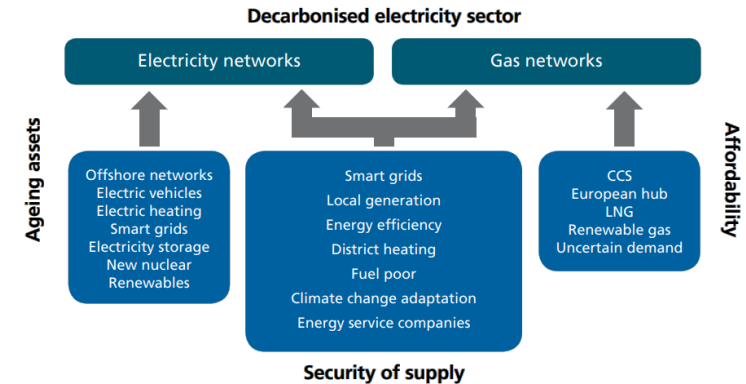 Decarbonised electricity sector
Electricity networks
Gas networks
Ageing assets
Affordability
Offshore networks
Electric vehicles
Electric heating
Smart grids
Electricity storage
New nuclear
Renewables
Smart grids
Local generation
Energy efficiency
District heating
Fuel poor
Climate change adaptation
Energy service companies
CCS
European hub
LNG
Renewable gas
Uncertain demand
Security of supply